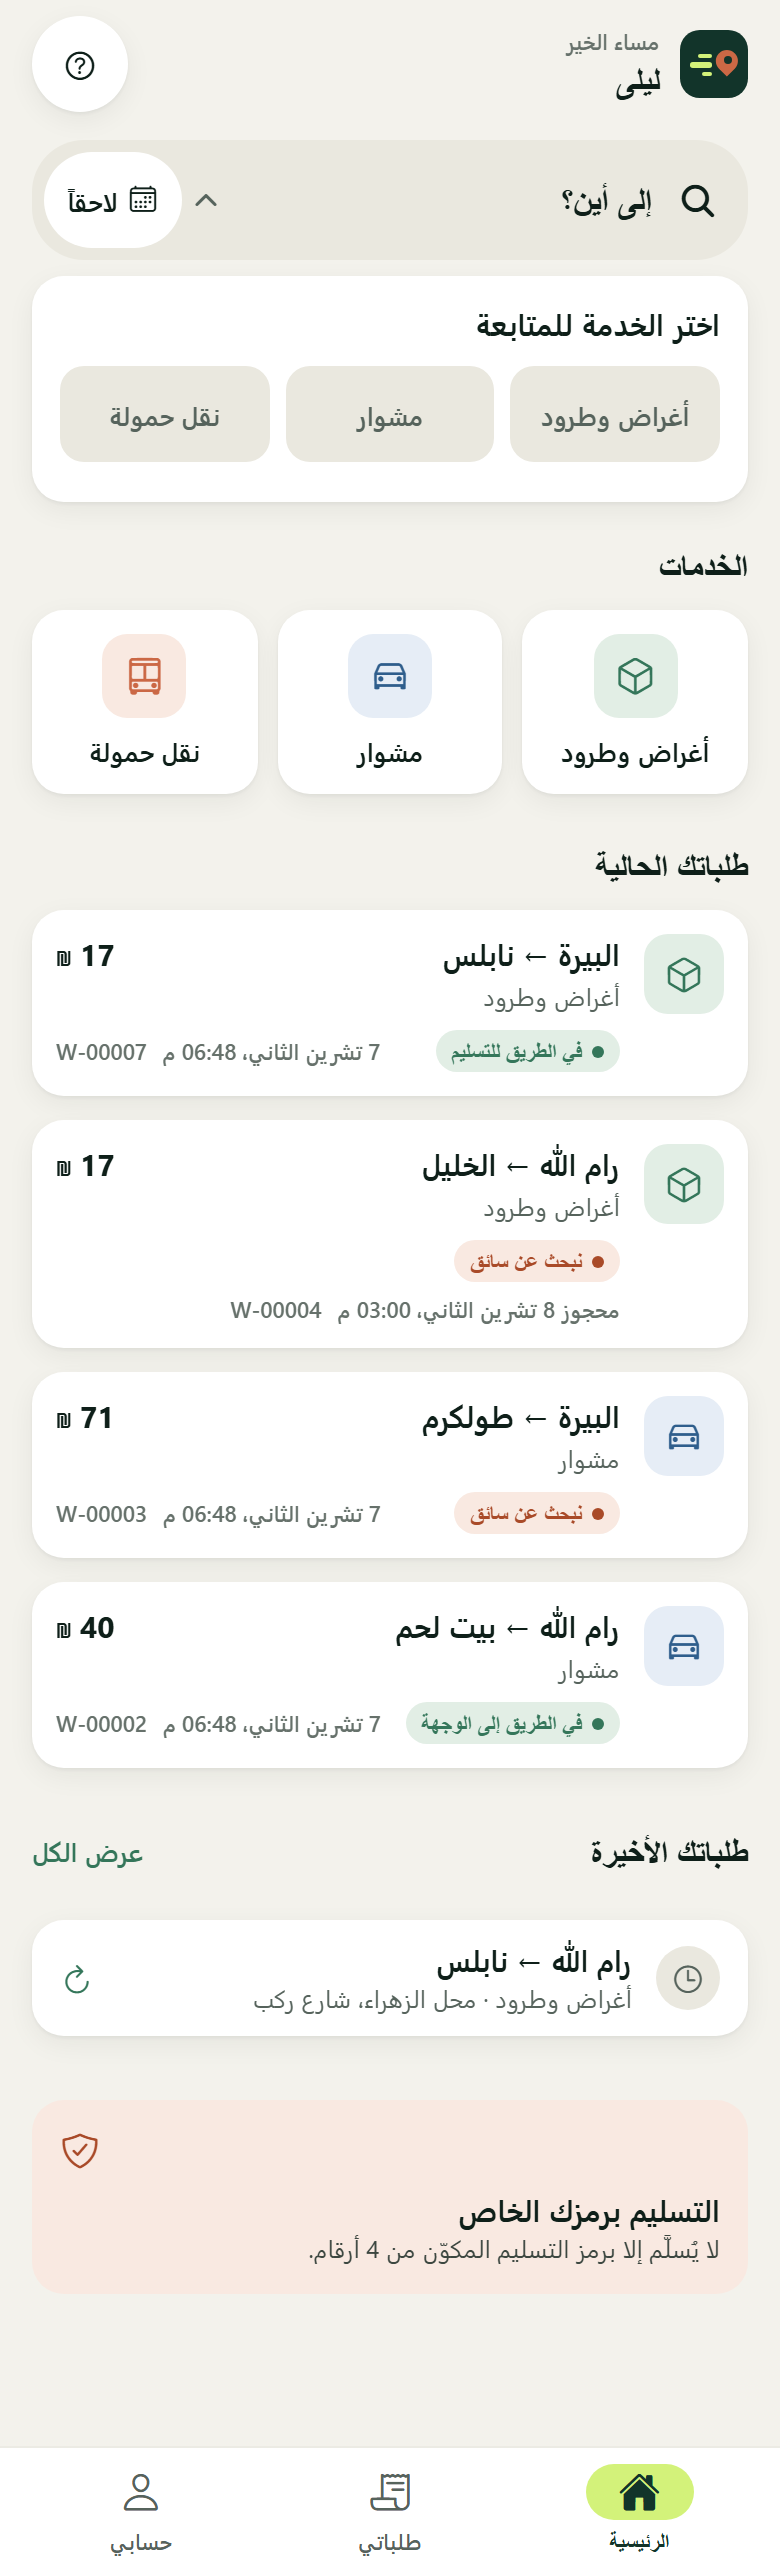 مساء الخير
ليلى
إلى أين؟
لاحقاً
اختر الخدمة للمتابعة
أغراض وطرود
مشوار
نقل حمولة
الخدمات
أغراض وطرود
مشوار
نقل حمولة
طلباتك الحالية
البيرة ← نابلس
17 ₪
أغراض وطرود
في الطريق للتسليم
7 تشرين الثاني، 06:48 م
W-00007
رام الله ← الخليل
17 ₪
أغراض وطرود
نبحث عن سائق
محجوز 8 تشرين الثاني، 03:00 م
W-00004
البيرة ← طولكرم
71 ₪
مشوار
نبحث عن سائق
7 تشرين الثاني، 06:48 م
W-00003
رام الله ← بيت لحم
40 ₪
مشوار
في الطريق إلى الوجهة
7 تشرين الثاني، 06:48 م
W-00002
طلباتك الأخيرة
عرض الكل
رام الله ← نابلس
أغراض وطرود · محل الزهراء، شارع ركب
التسليم برمزك الخاص
لا يُسلَّم إلا برمز التسليم المكوّن من 4 أرقام.
الرئيسية
طلباتي
حسابي